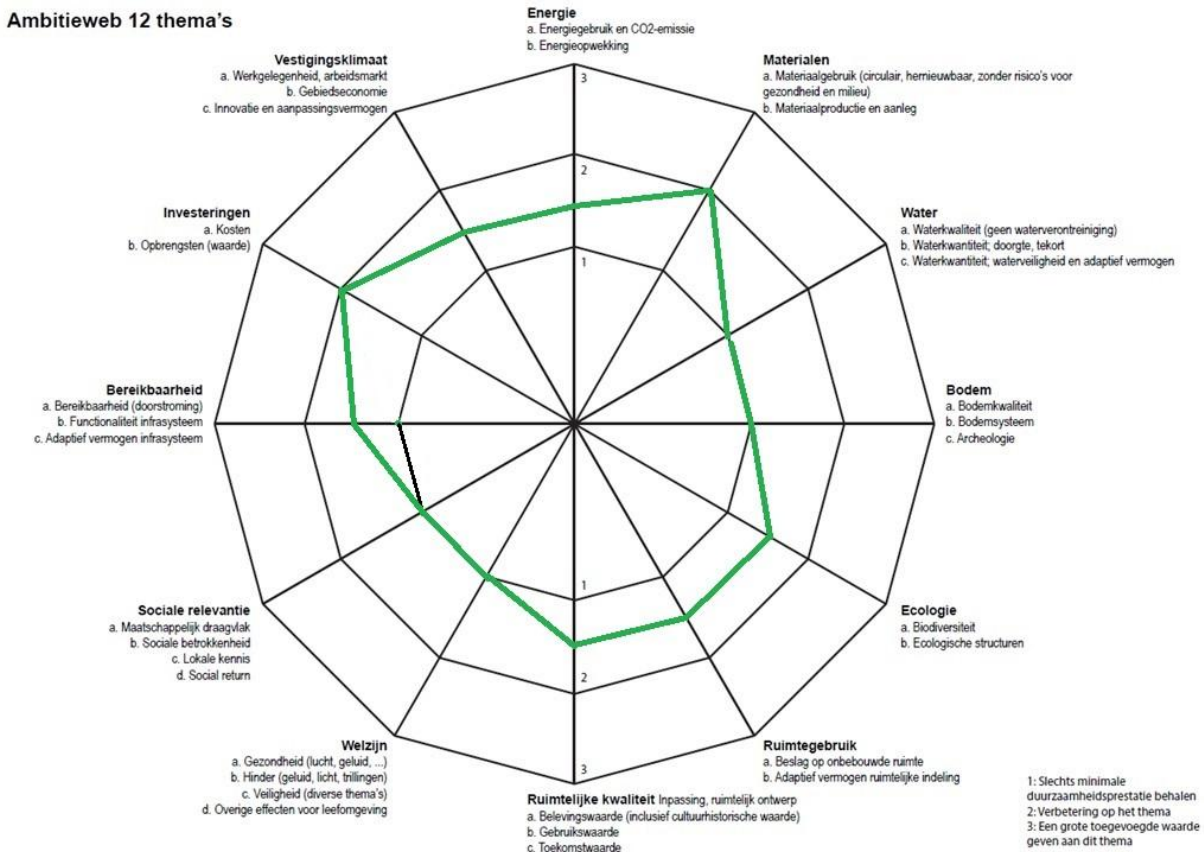 Ambitieweb 12 thema's
Energie
a. Energiegebruik en CO2-emissie
b. Energieopwekking
Materialen
a. Materiaalgebruik (circulair, hernieuwbaar, zonder risico's voor
gezondheid en milieu)
b. Materiaalproductie en aanleg
Water
a. Waterkwaliteit (geen waterverontreiniging)
b. Waterkwantiteit; doorgte, tekort
c. Waterkwantiteit; waterveiligheid en adaptief vermogen
Bodem
a. Bodemkwaliteit
b. Bodemsysteem
c. Archeologie
Ecologie
a. Biodiversiteit
b. Ecologische structuren
Ruimtegebruik
a. Beslag op onbebouwde ruimte
b. Adaptief vermogen ruimtelijke indeling
Ruimtelijke kwaliteit Inpassing, ruimtelijk ontwerp
a. Belevingswaarde (inclusief cultuurhistorische waarde)
b. Gebruikswaarde
c. Toekomstwaarde
Welzijn
a. Gezondheid (lucht, geluid, ...)
b. Hinder (geluid, licht, trillingen)
c. Veiligheid (diverse thema's)
d. Overige effecten voor leefomgeving
Sociale relevantie
a. Maatschappelijk draagvlak
b. Sociale betrokkenheid
c. Lokale kennis
d. Social return
Bereikbaarheid
a. Bereikbaarheid (doorstroming)
b. Functionaliteit infrasysteem
c. Adaptief vermogen infrasysteem
Investeringen
a. Kosten
b. Opbrengsten (waarde)
Vestigingsklimaat
a. Werkgelegenheid, arbeidsmarkt
b. Gebiedseconomie
c. Innovatie en aanpassingsvermogen
3
2
1
1
2
3
1: Slechts minimale
duurzaamheidsprestatie behalen
2: Verbetering op het thema
3: Een grote toegevoegde waarde
geven aan dit thema